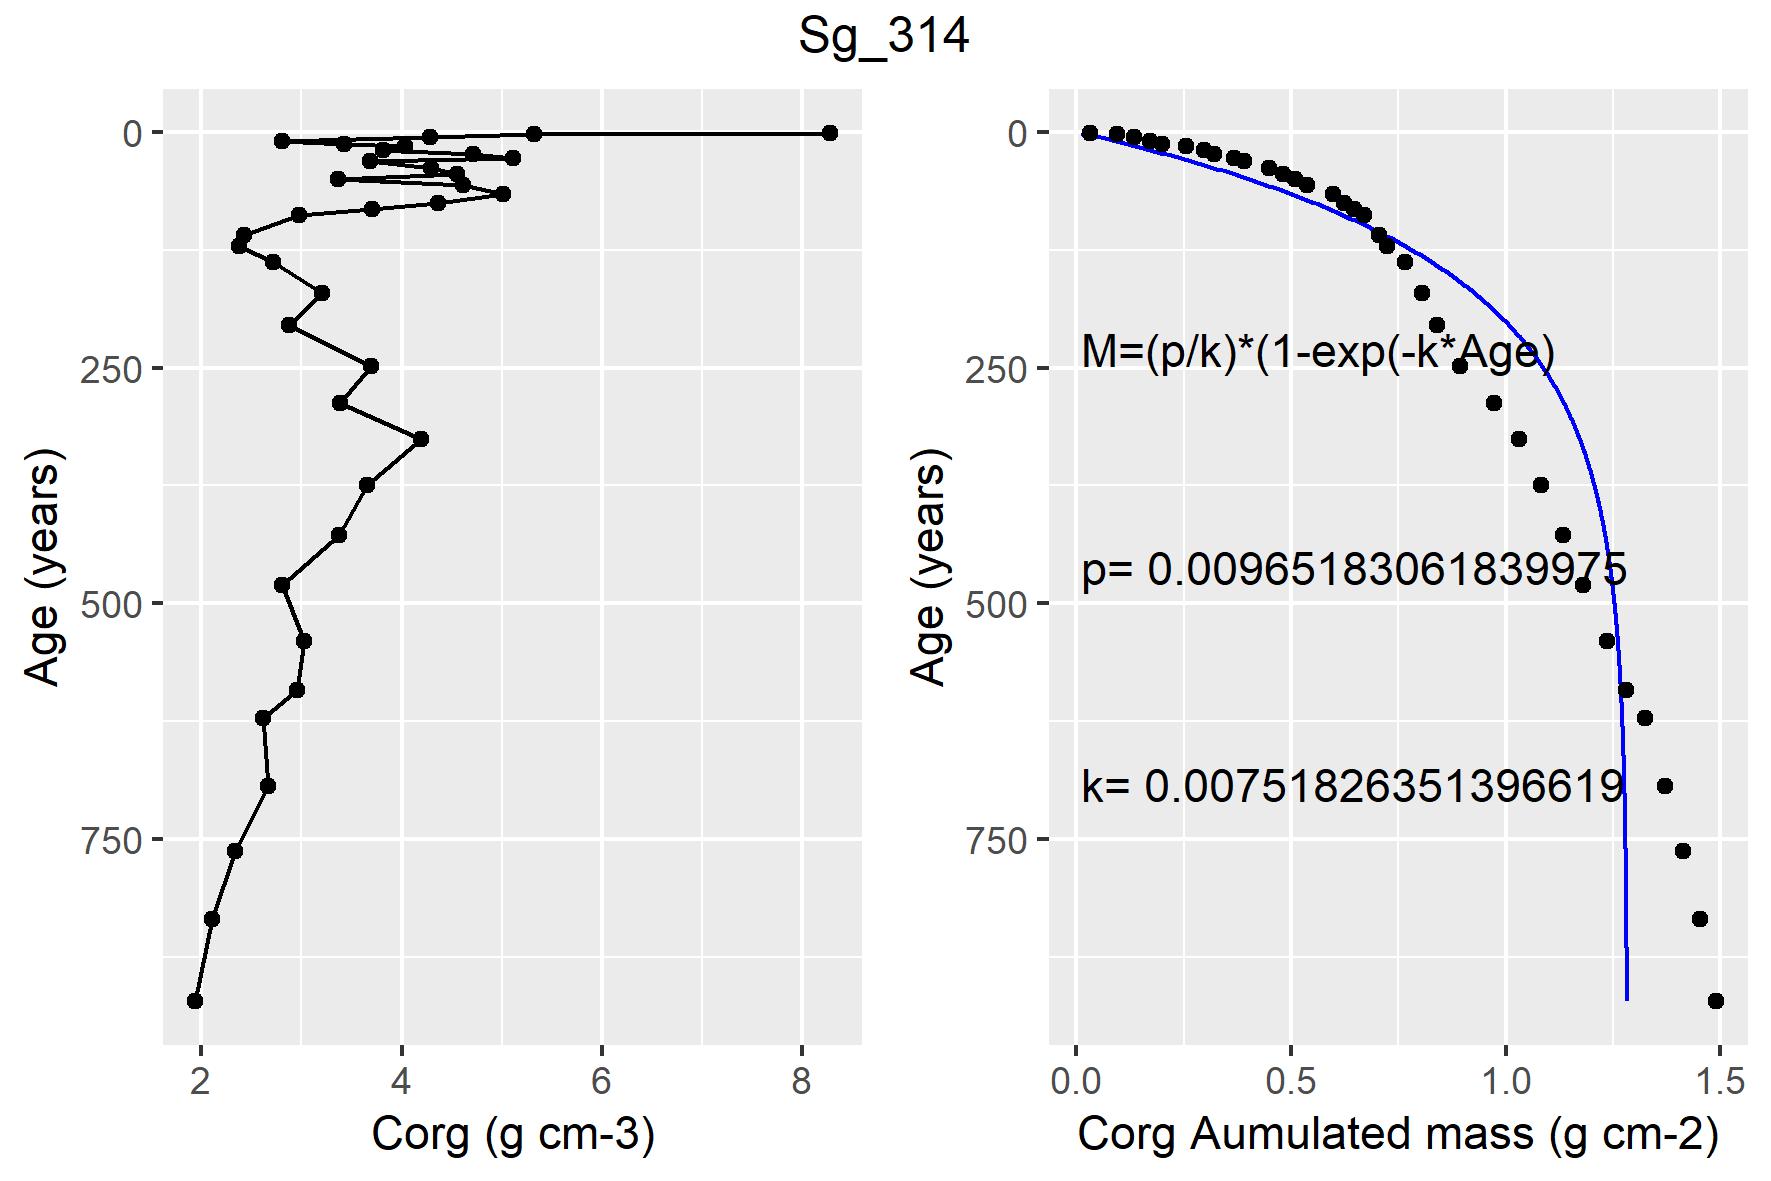 Sg_314
0
250
500
750
Age (years)
2 4 6 8
Corg (g cm-3)
0
250
500
750
Age (years)
M=(p/k)*(1-exp(-k*Age)
p= 0.00965183061839975
k= 0.00751826351396619
0.0 0.5 1.0 1.5
Corg Aumulated mass (g cm-2)